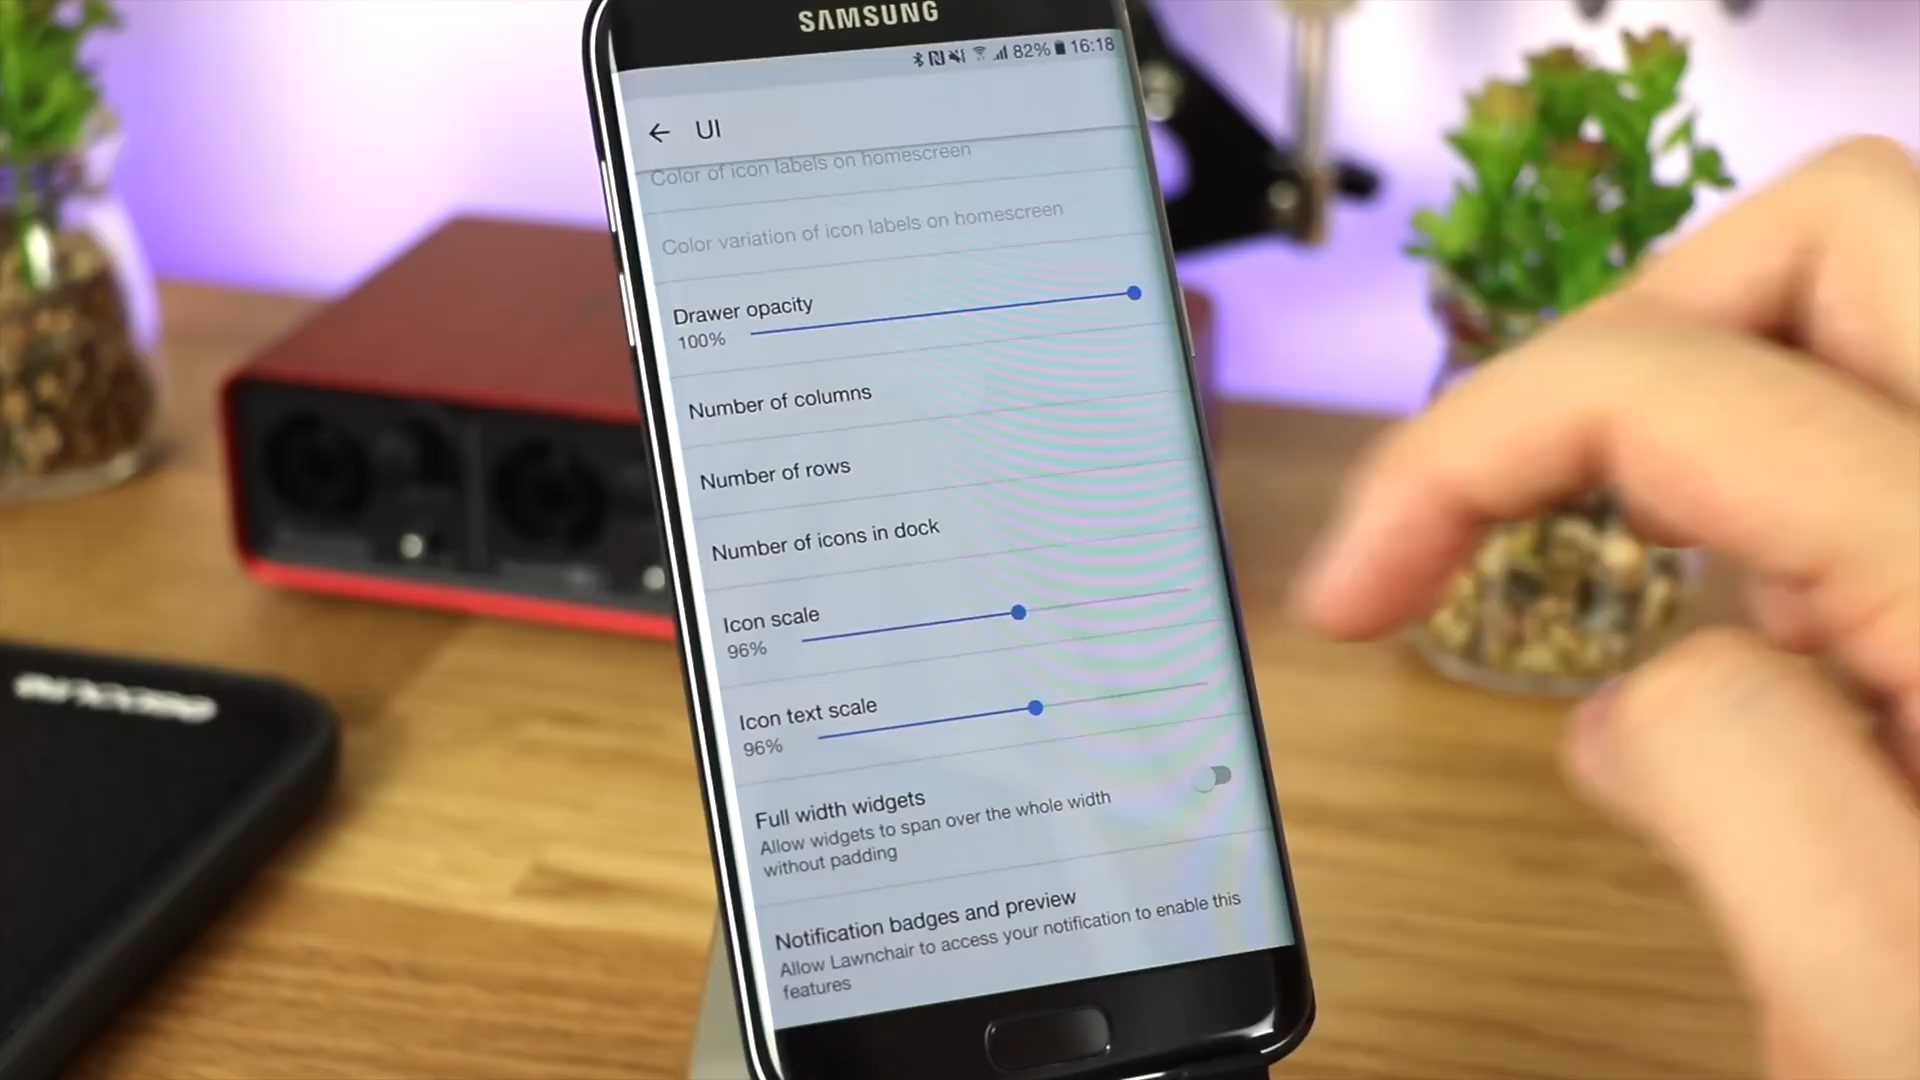 SAMSUNG
82% 16:18
UI
Color of icon labels on homescreen
Color variation of icon labels on homescreen
Drawer opacity
100%
Number of columns
Number of rows
Number of icons in dock
Icon scale
96%
Icon text scale
96%
Full width widgets
Allow widgets to span over the whole width
without padding
Notification badges and preview
Allow Lawnchair to access your notification to enable this
features